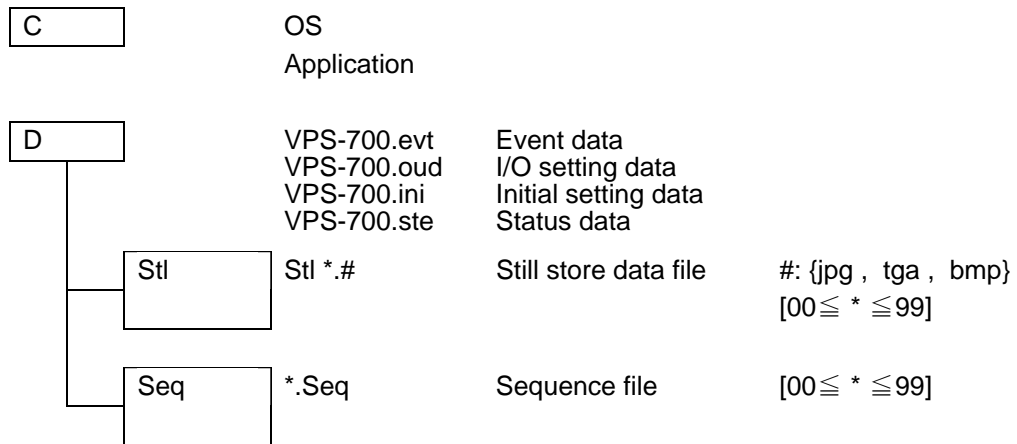 C OS
Application
D VPS-700.evt Event data
VPS-700.oud I/O setting data
VPS-700.ini Initial setting data
VPS-700.ste Status data
Stl Stl *.# Still store data file #: {jpg , tga , bmp}
[00≦ * ≦99]
Seq *.Seq Sequence file [00≦ * ≦99]